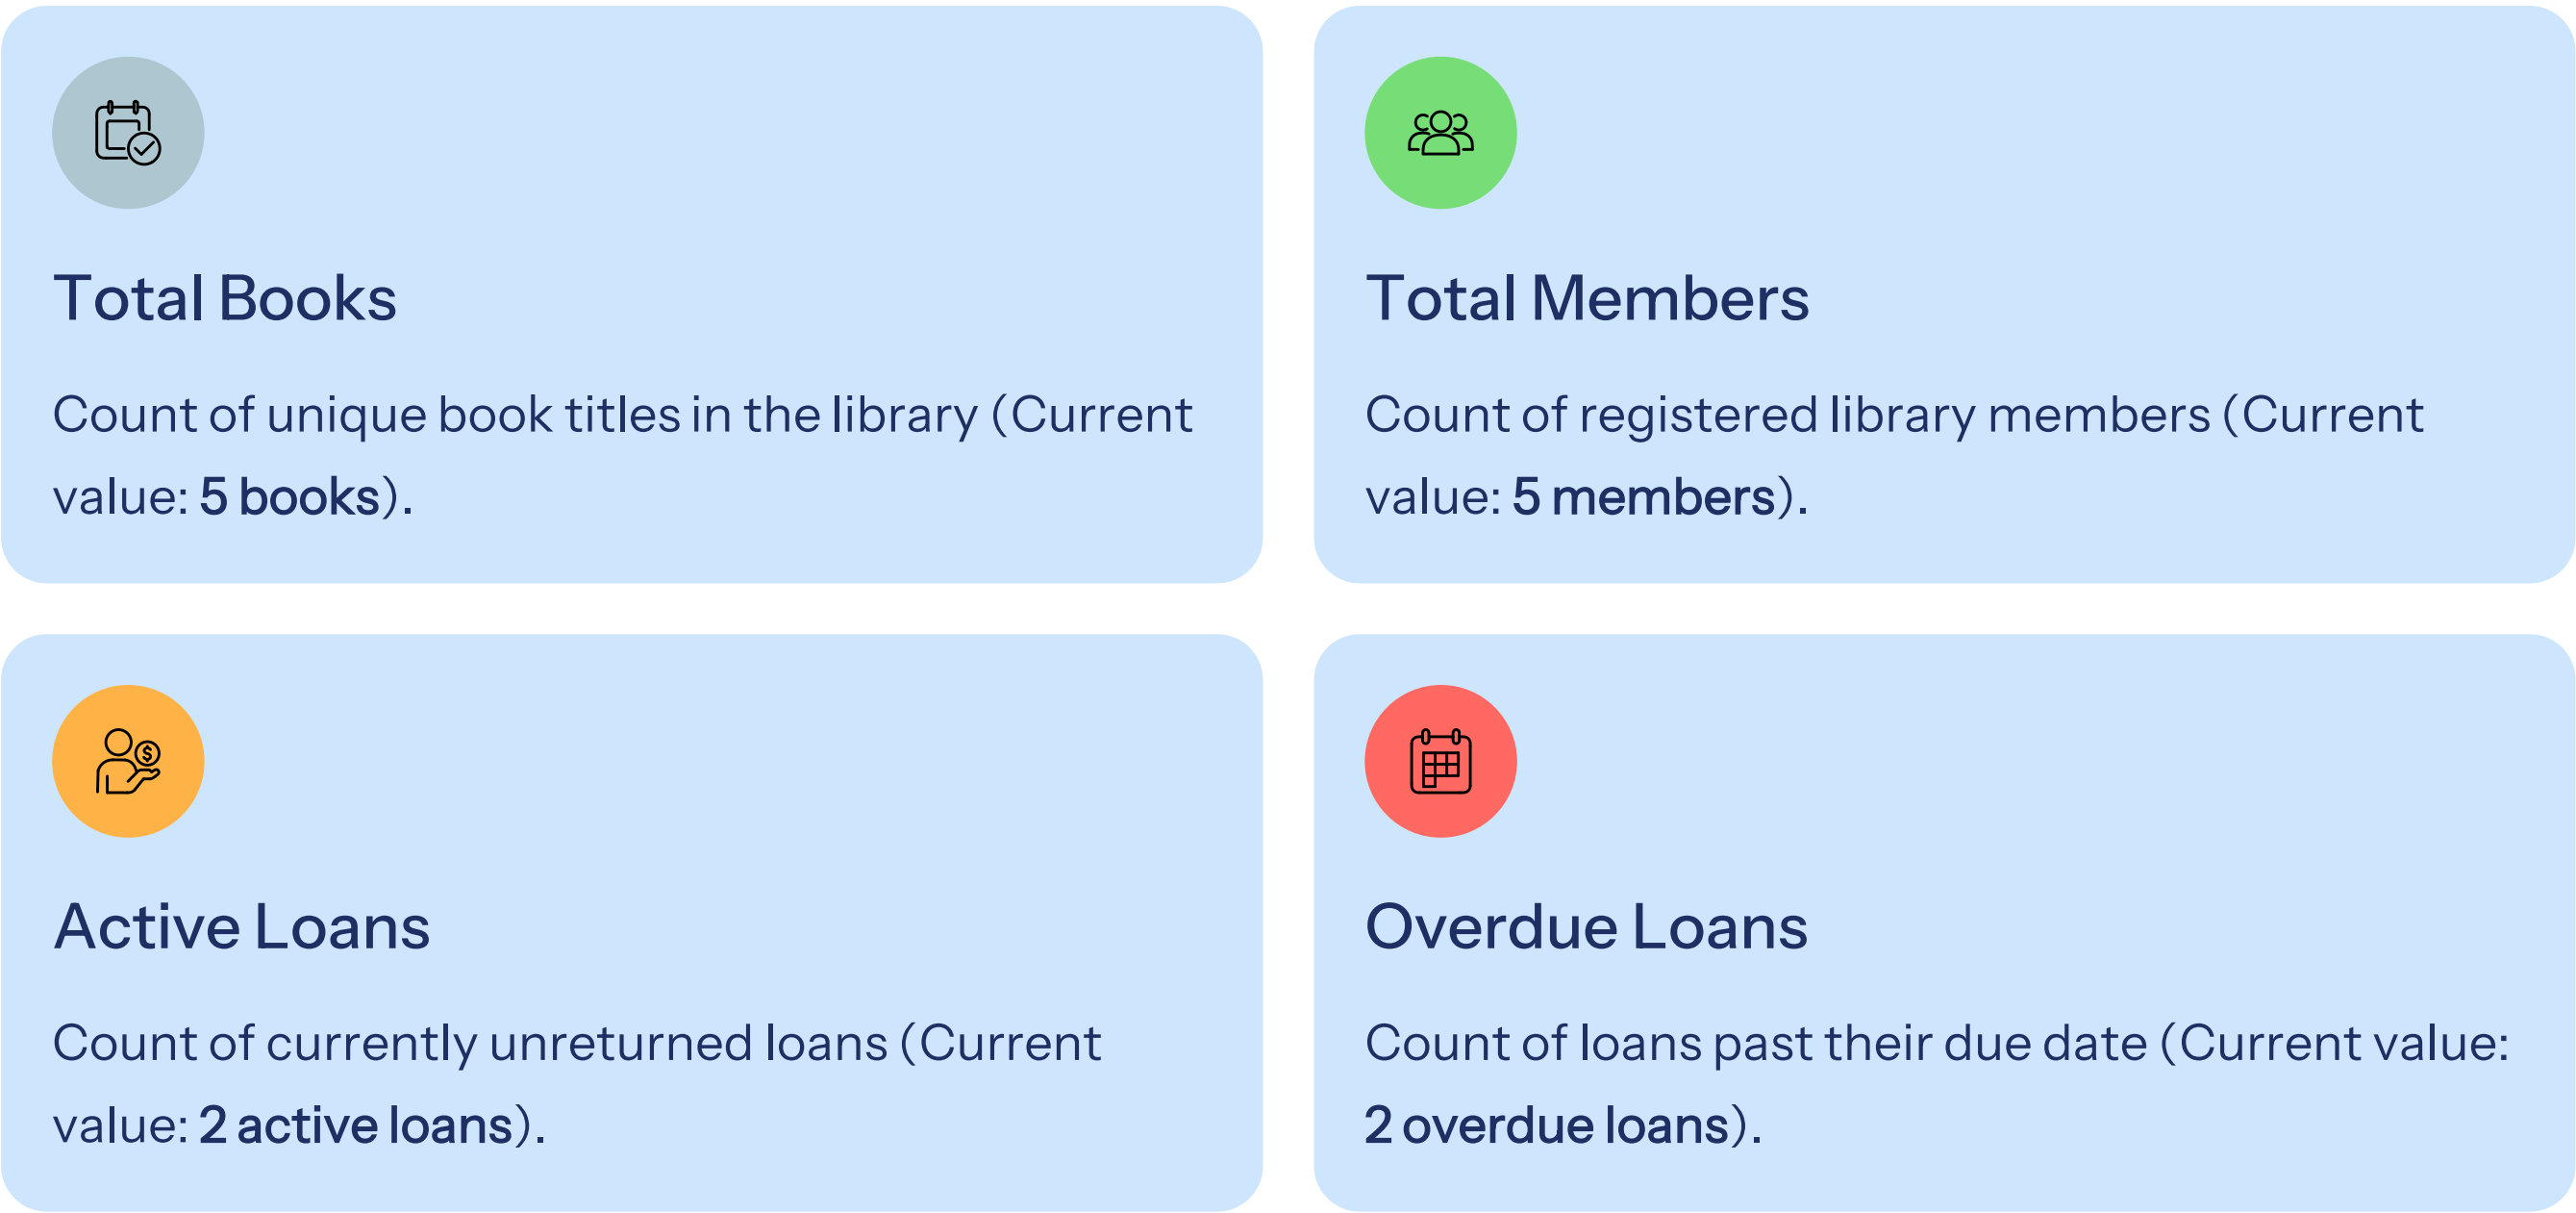 Total Books
Count of unique book titles in the library (Current
value: 5 books).
Total Members
Count of registered library members (Current
value: 5 members).
Active Loans
Count of currently unreturned loans (Current
value: 2 active loans).
Overdue Loans
Count of loans past their due date (Current value:
2 overdue loans).